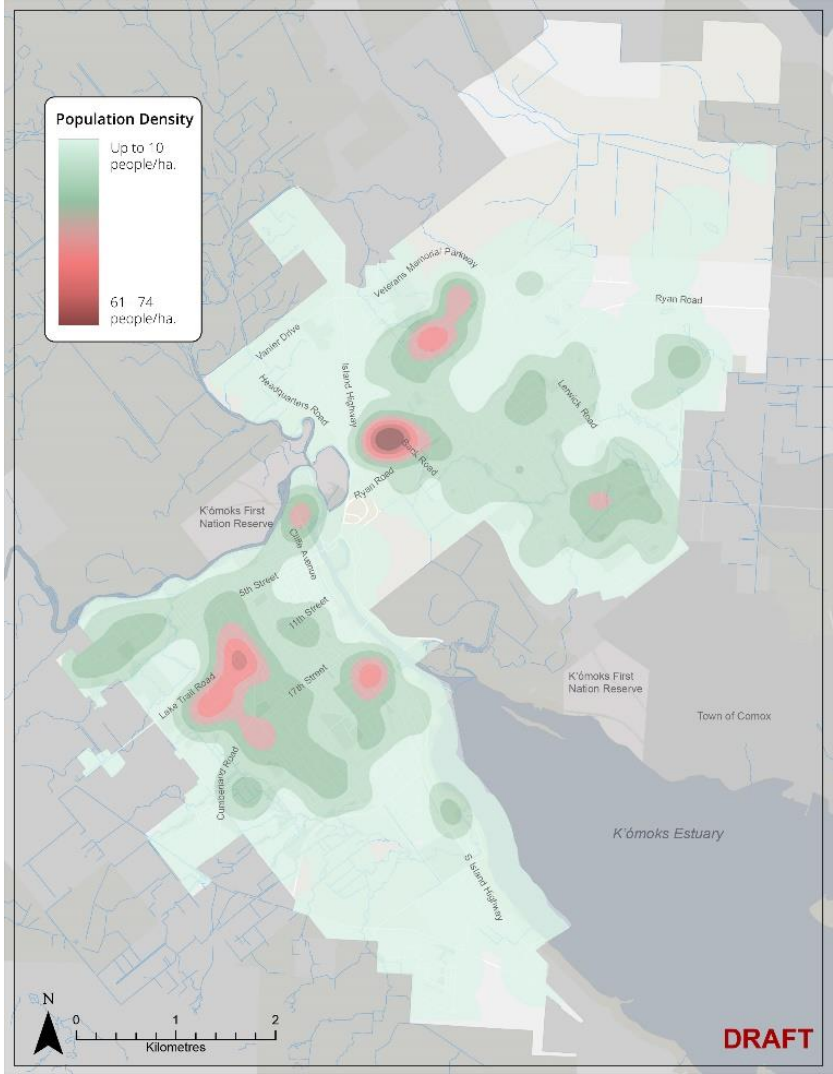 Population Density
Up to 10
people/ha.
61 74
people/ha.
Veterans Memorial Parkway
Ryan Road
Vanier Drive
Island Highway
Headquarters Road
Lerwick Road
Back Road
Ryan Road
K'ómoks First
Nation Reserve
Cliffe Avenue
5th Street
11th Street
17th Street
Lake Trail Road
K'ómoks First
Nation Reserve
Town of Comox
Cumberland Road
K'ómoks Estuary
S Island Highway
N
0 1 2
Kilometres
DRAFT